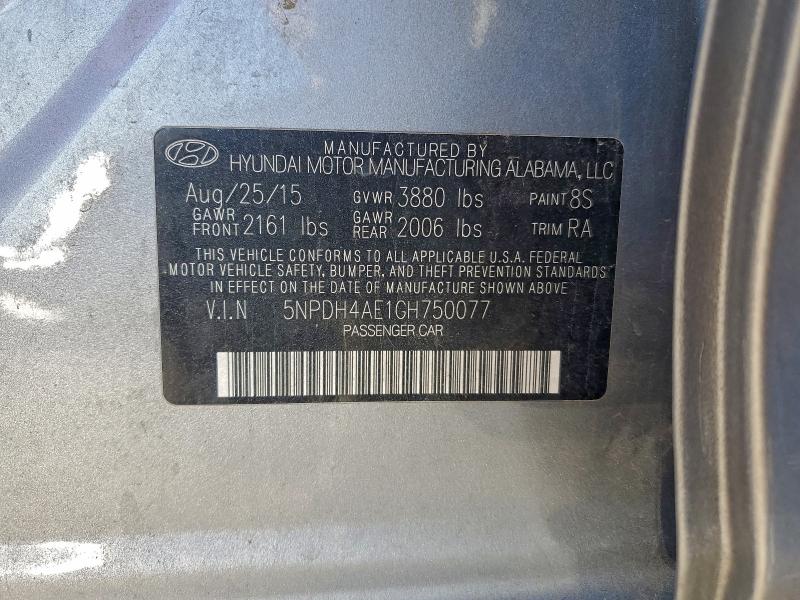 MANUFACTURED BY
HYUNDAI MOTOR MANUFACTURING ALABAMA, LLC
Aug/25/15 GVWR 3880 lbs PAINT 8S
GAWR FRONT 2161 lbs GAWR REAR 2006 lbs TRIM RA
THIS VEHICLE CONFORMS TO ALL APPLICABLE U.S.A. FEDERAL
MOTOR VEHICLE SAFETY, BUMPER, AND THEFT PREVENTION STANDARDS
IN EFFECT ON THE DATE OF MANUFACTURE SHOWN ABOVE.
V.I.N 5NPDH4AE1GH750077
PASSENGER CAR